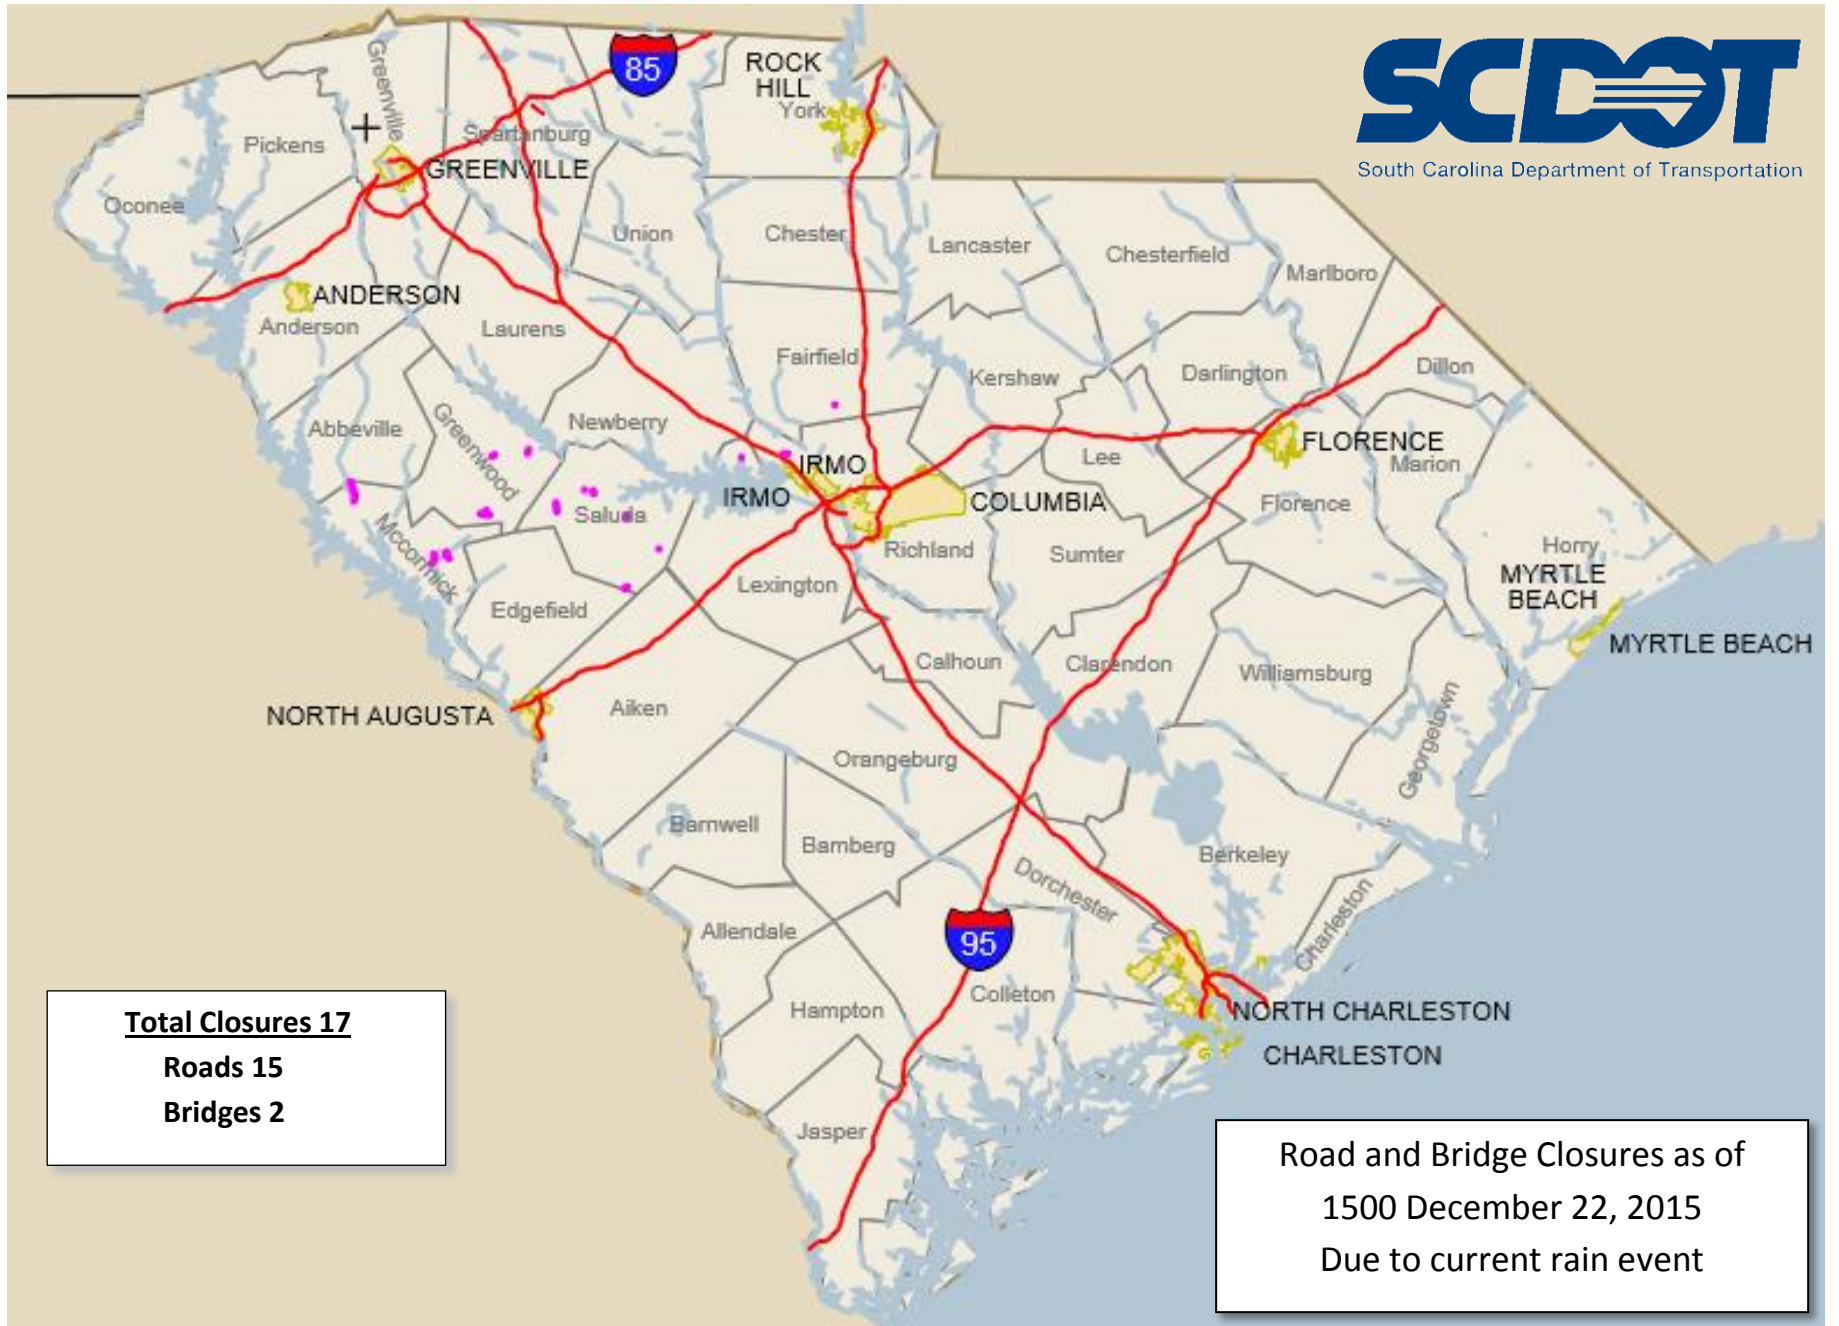 SCDOT
South Carolina Department of Transportation
85
ROCK
HILL
York
Greenville
Pickens
Spartanburg
GREENVILLE
Oconee
Union
Chester
Lancaster
Chesterfield
Marlboro
ANDERSON
Anderson
Laurens
Fairfield
Kershaw
Darlington
Dillon
Abbeville
Greenwood
Newberry
IRMO
IRMO
Lee
FLORENCE
Marion
COLUMBIA
Florence
Saluda
Mccormick
Richland
Sumter
Horry
MYRTLE
BEACH
MYRTLE BEACH
Edgefield
Lexington
Calhoun
Clarendon
Williamsburg
NORTH AUGUSTA
Aiken
Orangeburg
Georgetown
Barnwell
Bamberg
Berkeley
Dorchester
Charleston
Allendale
95
Colleton
Hampton
NORTH CHARLESTON
CHARLESTON
Jasper
Total Closures 17
Roads 15
Bridges 2
Road and Bridge Closures as of
1500 December 22, 2015
Due to current rain event